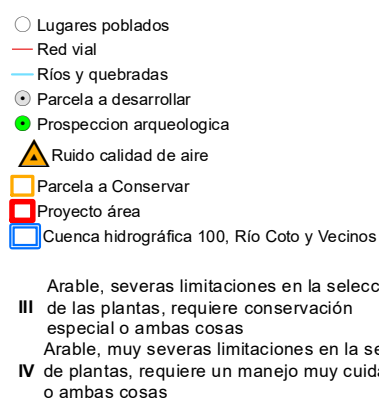 Lugares poblados
Red vial
Ríos y quebradas
Parcela a desarrollar
Prospeccion arqueologica
Ruido calidad de aire
Parcela a Conservar
Proyecto área
Cuenca hidrográfica 100, Río Coto y Vecinos
Arable, severas limitaciones en la selecc
III de las plantas, requiere conservación
especial o ambas cosas
Arable, muy severas limitaciones en la se
IV de plantas, requiere un manejo muy cuida
o ambas cosas